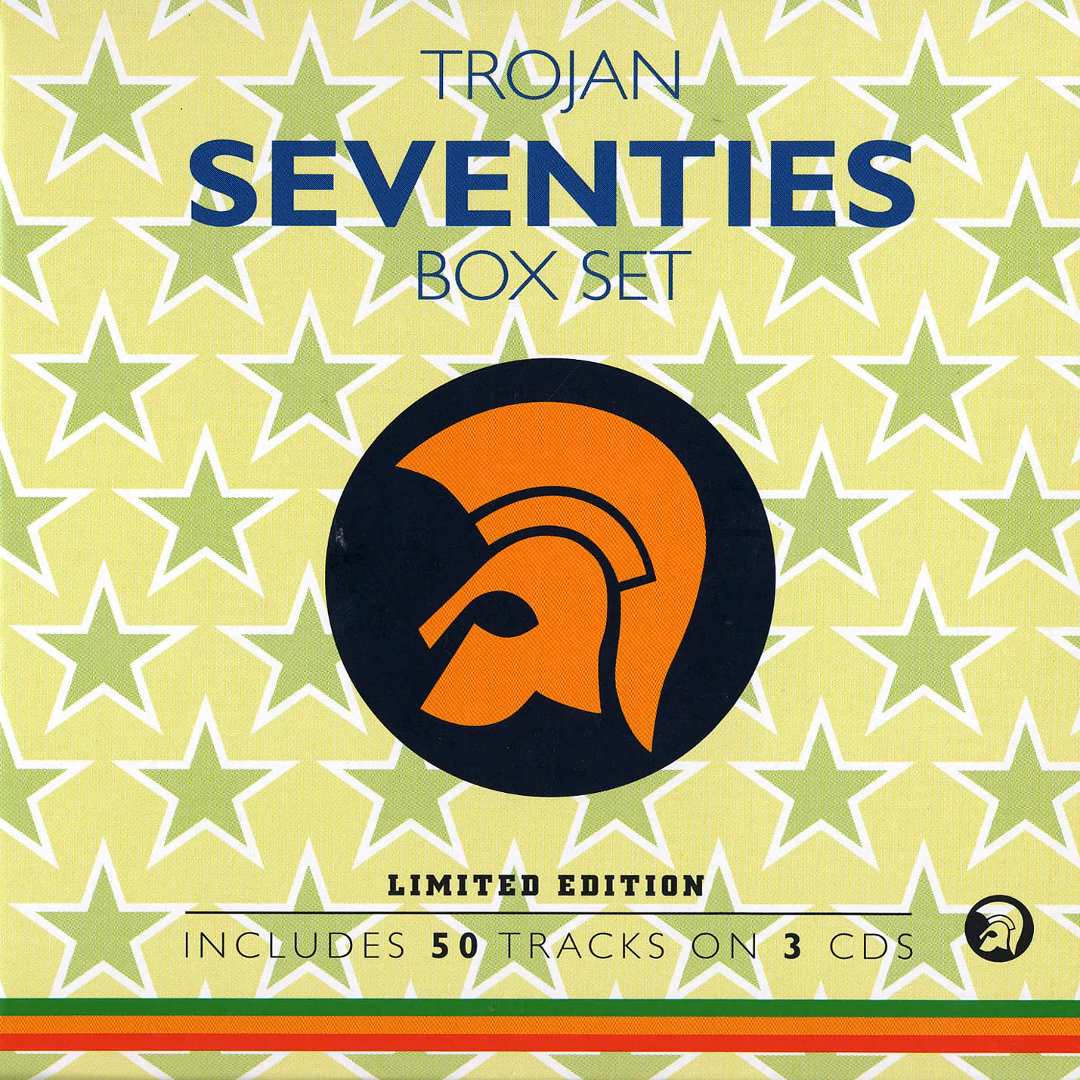 TROJAN
SEVENTIES
BOX SET
LIMITED EDITION
INCLUDES 50 TRACKS ON 3 CDS